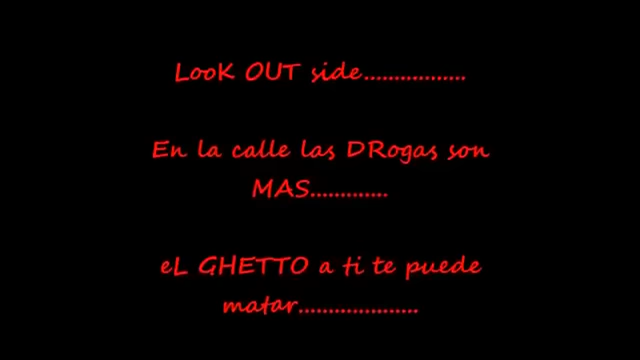 LooK OUT side.................
En la calle las DRogas son
MAS.............
eL GHETTO a ti te puede
matar....................